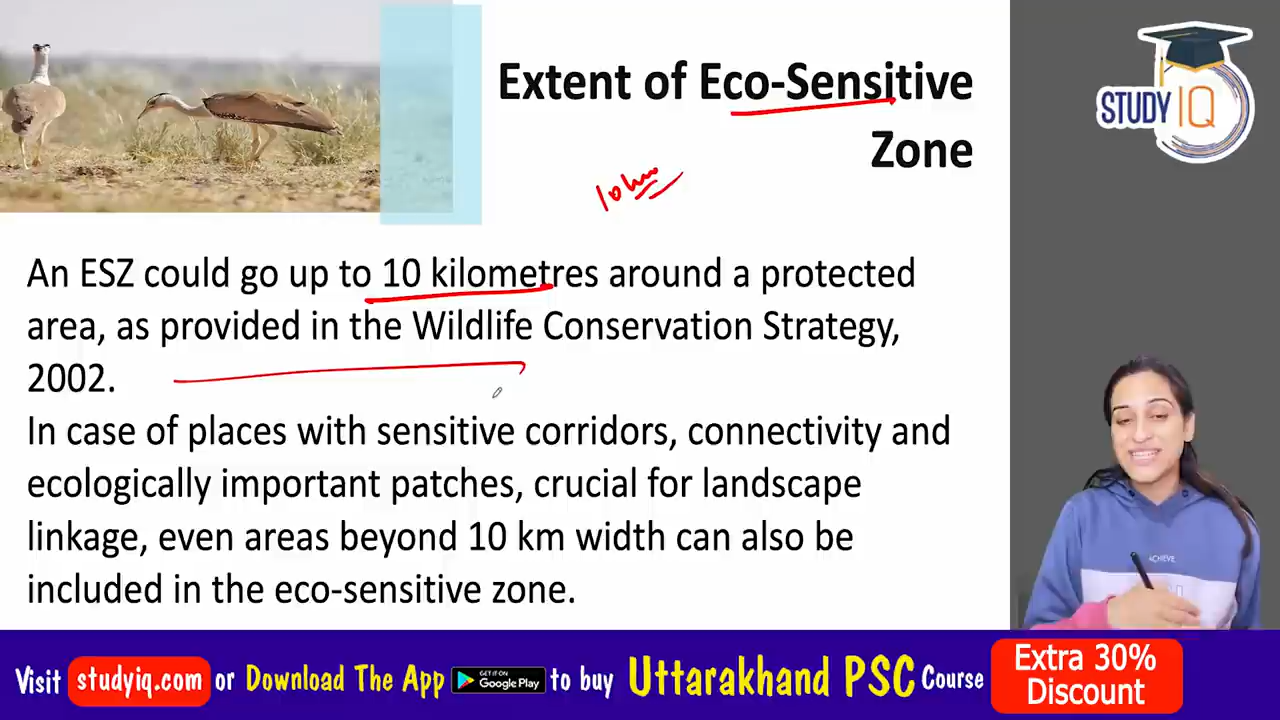 Extent of Eco-Sensitive
Zone
STUDY IQ
10 km
An ESZ could go up to 10 kilometres around a protected
area, as provided in the Wildlife Conservation Strategy,
2002.
In case of places with sensitive corridors, connectivity and
ecologically important patches, crucial for landscape
linkage, even areas beyond 10 km width can also be
included in the eco-sensitive zone.
ACHIEVE
Visit studyiq.com or Download The App GET IT ON Google Play to buy Uttarakhand PSC Course
Extra 30%
Discount